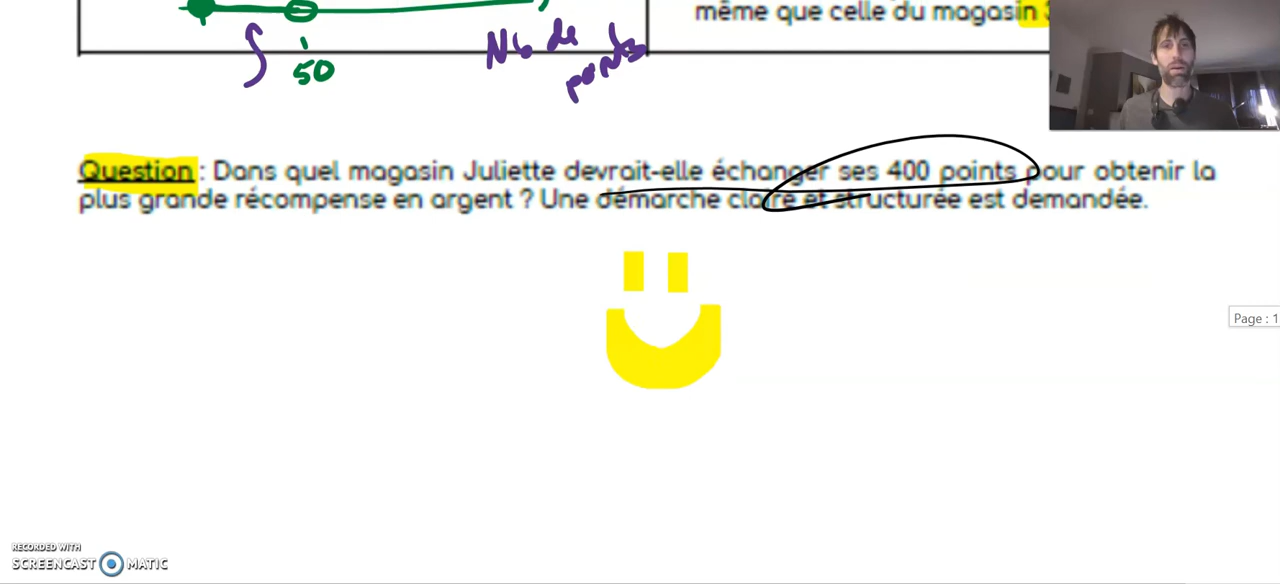 même que celle du magasin
50
Nb de
points
Question : Dans quel magasin Juliette devrait-elle échanger ses 400 points pour obtenir la
plus grande récompense en argent ? Une démarche claire et structurée est demandée.
Page : 1
RECORDED WITH
SCREENCAST MATIC